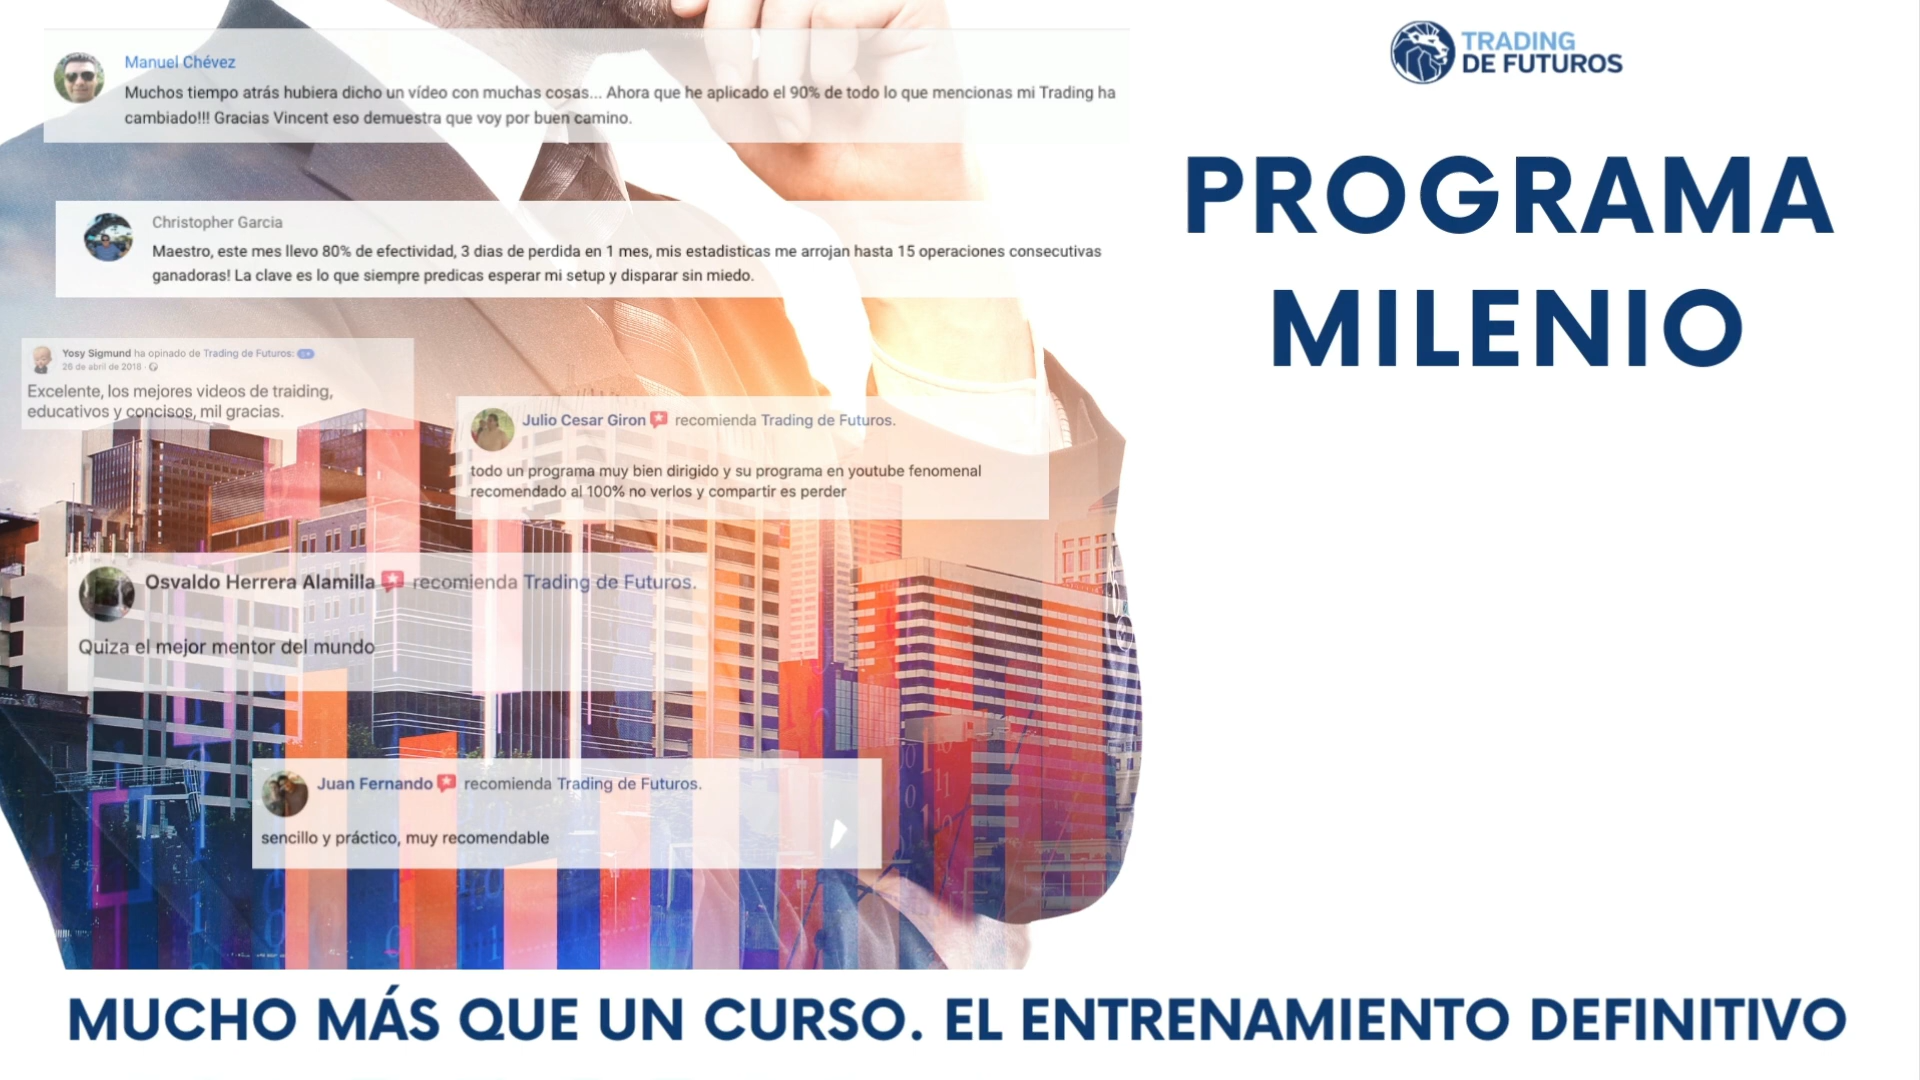 Manuel Chévez
Muchos tiempo atrás hubiera dicho un vídeo con muchas cosas... Ahora que he aplicado el 90% de todo lo que mencionas mi Trading ha
cambiado!!! Gracias Vincent eso demuestra que voy por buen camino.
Christopher Garcia
Maestro, este mes llevo 80% de efectividad, 3 dias de perdida en 1 mes, mis estadisticas me arrojan hasta 15 operaciones consecutivas
ganadoras! La clave es lo que siempre predicas esperar mi setup y disparar sin miedo.
Yosy Sigmund ha opinado de Trading de Futuros:
26 de abril de 2018
Excelente, los mejores videos de traiding,
educativos y concisos, mil gracias.
Julio Cesar Giron recomienda Trading de Futuros.
todo un programa muy bien dirigido y su programa en youtube fenomenal
recomendado al 100% no verlos y compartir es perder
Osvaldo Herrera Alamilla recomienda Trading de Futuros.
Quiza el mejor mentor del mundo
Juan Fernando recomienda Trading de Futuros.
sencillo y práctico, muy recomendable
TRADING
DE FUTUROS
PROGRAMA
MILENIO
MUCHO MÁS QUE UN CURSO. EL ENTRENAMIENTO DEFINITIVO